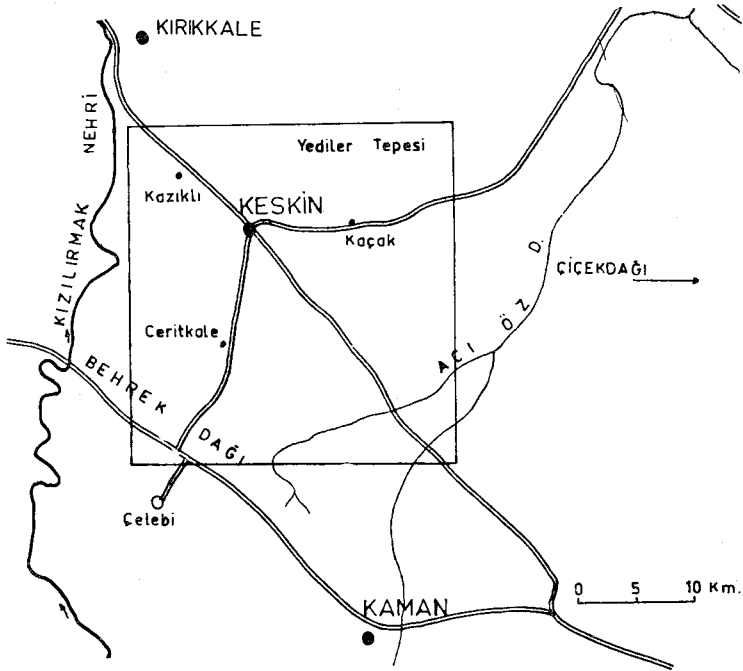 KIRIKKALE
KIZILIRMAK NEHRİ
Yediler Tepesi
Kazıklı
KESKİN
Kaçak
ÇİÇEKDAĞI
ACI ÖZ D.
Ceritkale
BEHREK DAĞI
Çelebi
0 5 10 Km.
KAMAN